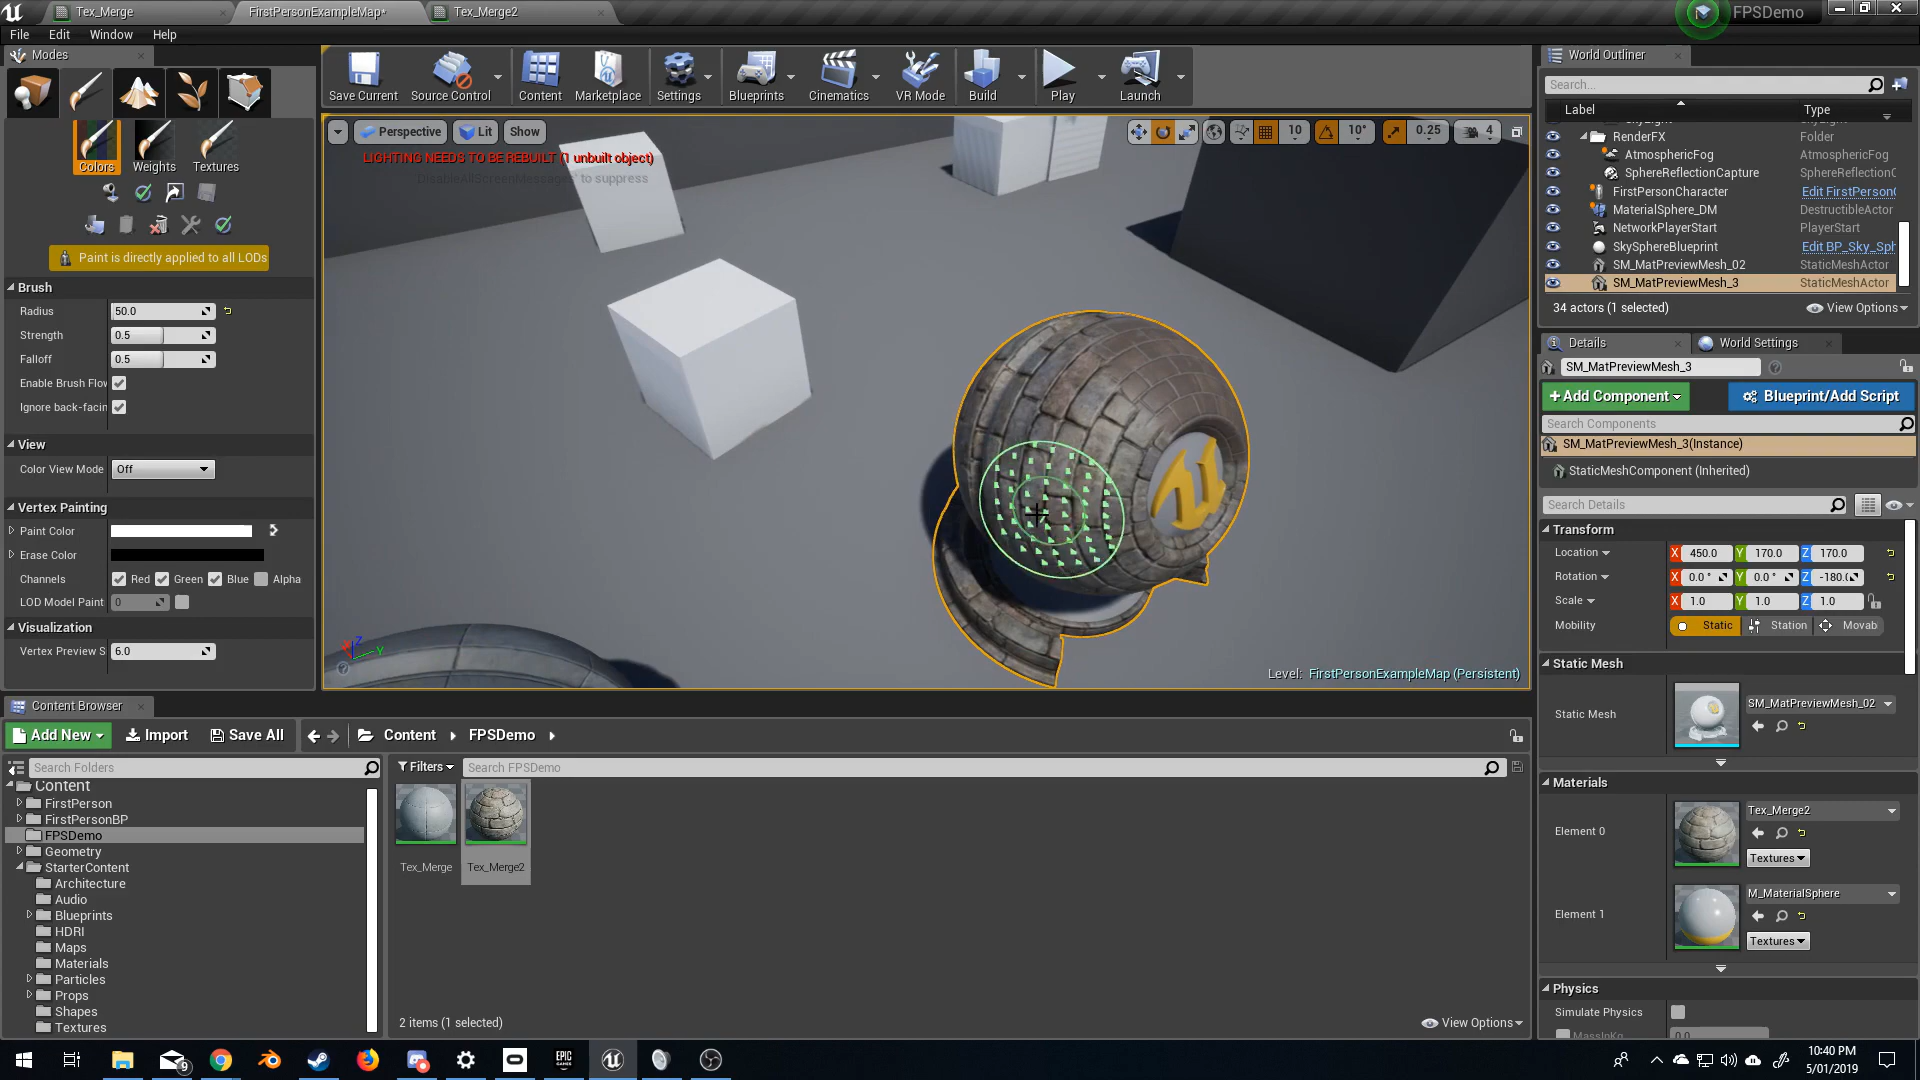 Tex_Merge
FirstPersonExampleMap*
Tex_Merge2
FPSDemo
File Edit Window Help
Modes
Save Current
Source Control
Content
Marketplace
Settings
Blueprints
Cinematics
VR Mode
Build
Play
Launch
Colors
Weights
Textures
Paint is directly applied to all LODs
Brush
Radius 50.0
Strength 0.5
Falloff 0.5
Enable Brush Flow
Ignore back-facin
View
Color View Mode Off
Vertex Painting
Paint Color
Erase Color
Channels Red Green Blue Alpha
LOD Model Paint 0
Visualization
Vertex Preview S 6.0
Perspective Lit Show
10 10° 0.25 4
LIGHTING NEEDS TO BE REBUILT (1 unbuilt object)
'DisableAllScreenMessages' to suppress
Level: FirstPersonExampleMap (Persistent)
World Outliner
Search...
Label Type
RenderFX Folder
AtmosphericFog AtmosphericFog
SphereReflectionCapture SphereReflectionC
FirstPersonCharacter Edit FirstPersonC
MaterialSphere_DM DestructibleActor
NetworkPlayerStart PlayerStart
SkySphereBlueprint Edit BP_Sky_Sph
SM_MatPreviewMesh_02 StaticMeshActor
SM_MatPreviewMesh_3 StaticMeshActor
34 actors (1 selected)
View Options
Details
World Settings
SM_MatPreviewMesh_3
+Add Component
Blueprint/Add Script
Search Components
SM_MatPreviewMesh_3(Instance)
StaticMeshComponent (Inherited)
Search Details
Transform
Location X 450.0 Y 170.0 Z 170.0
Rotation X 0.0° Y 0.0° Z -180.0
Scale X 1.0 Y 1.0 Z 1.0
Mobility Static Station Movab
Static Mesh
Static Mesh SM_MatPreviewMesh_02
Materials
Element 0 Tex_Merge2
Textures
Element 1 M_MaterialSphere
Textures
Physics
Simulate Physics
MassInKg 0.0
Content Browser
Add New Import Save All Content FPSDemo
Search Folders
Filters
Search FPSDemo
Content
FirstPerson
FirstPersonBP
FPSDemo
Geometry
StarterContent
Architecture
Audio
Blueprints
HDRI
Maps
Materials
Particles
Props
Shapes
Textures
Tex_Merge
Tex_Merge2
2 items (1 selected)
View Options
9
EPIC GAMES
10:40 PM
5/01/2019